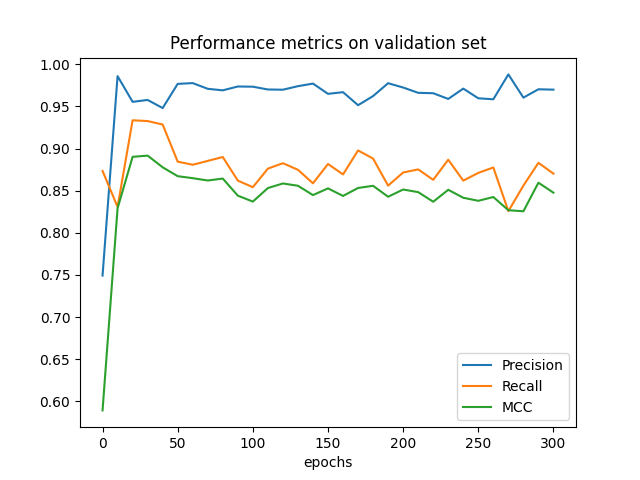 Performance metrics on validation set
1.00
0.95
0.90
0.85
0.80
0.75
0.70
0.65
0.60
Precision
Recall
MCC
0 50 100 150 200 250 300
epochs